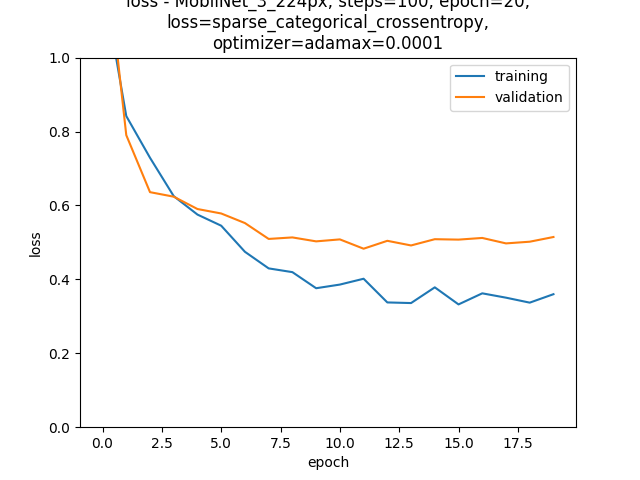 loss - MobilNet_3_224px, steps=100, epoch=20,
loss=sparse_categorical_crossentropy,
optimizer=adamax=0.0001
1.0
0.8
0.6
0.4
0.2
0.0
loss
training
validation
0.0 2.5 5.0 7.5 10.0 12.5 15.0 17.5
epoch